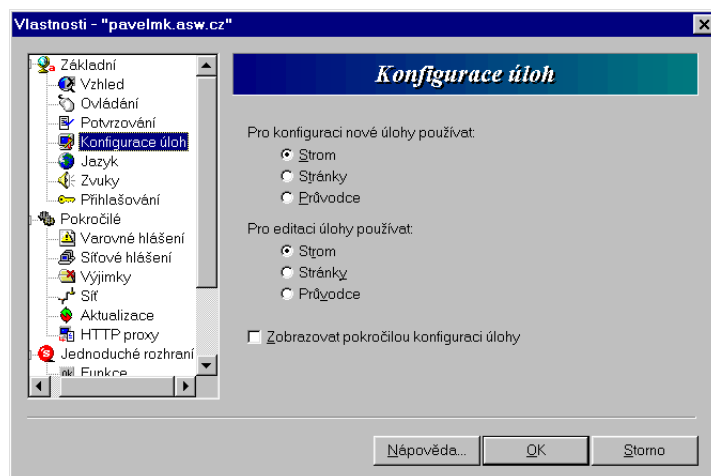 Vlastnosti - "pavelmk.asw.cz"
Základní
Vzhled
Ovládání
Potvrzování
Konfigurace úloh
Jazyk
Zvuky
Přihlašování
Pokročilé
Varovné hlášení
Síťové hlášení
Výjimky
Síť
Aktualizace
HTTP proxy
Jednoduché rozhraní
Funkce
Konfigurace úloh
Pro konfiguraci nové úlohy používat:
Strom
Stránky
Průvodce
Pro editaci úlohy používat:
Strom
Stránky
Průvodce
Zobrazovat pokročilou konfiguraci úlohy
Nápověda...
OK
Storno